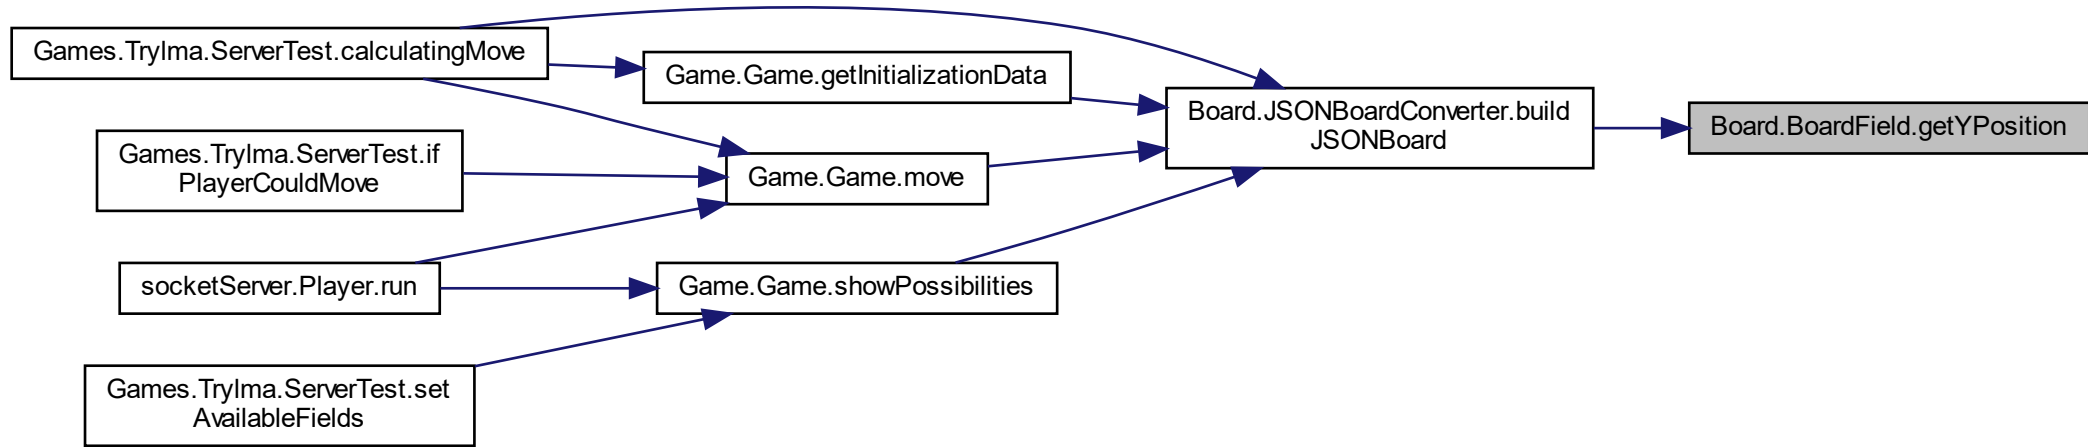 Games.Trylma.ServerTest.calculatingMove
Game.Game.getInitializationData
Board.JSONBoardConverter.build
JSONBoard
Board.BoardField.getYPosition
Games.Trylma.ServerTest.if
PlayerCouldMove
Game.Game.move
socketServer.Player.run
Game.Game.showPossibilities
Games.Trylma.ServerTest.set
AvailableFields